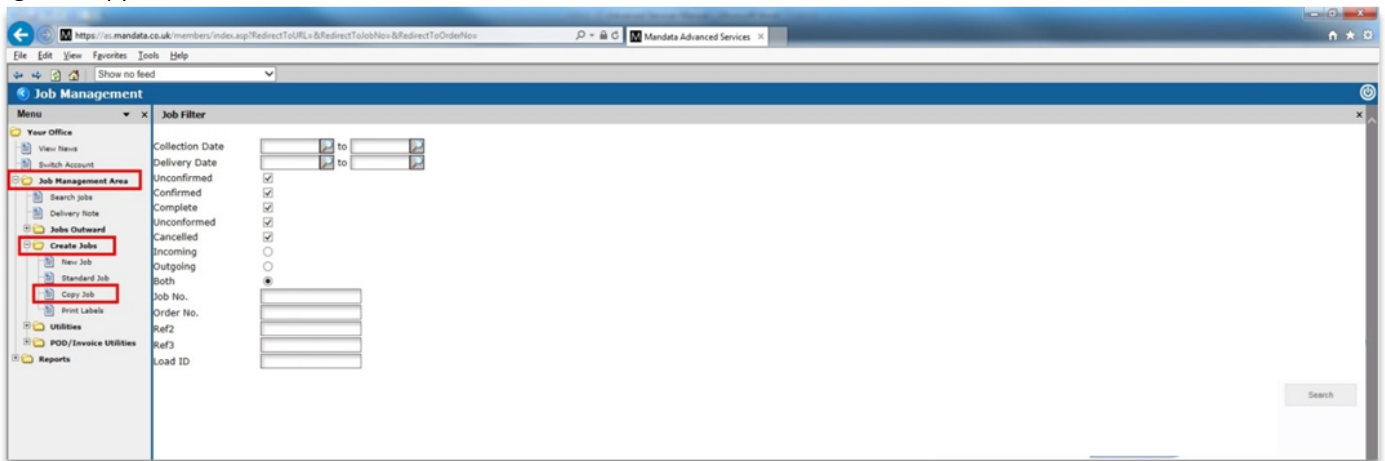 https://as.mandata.co.uk/members/index.asp?RedirectToURL=&RedirectToJobNo=&RedirectToOrderNo=
Mandata Advanced Services
File Edit View Favorites Tools Help
Show no feed
Job Management
Menu
Job Filter
Your Office
View News
Switch Account
Job Management Area
Search jobs
Delivery Note
Jobs Outward
Create Jobs
New Job
Standard Job
Copy Job
Print Labels
Utilities
POD/Invoice Utilities
Reports
Collection Date to
Delivery Date to
Unconfirmed
Confirmed
Complete
Unconformed
Cancelled
Incoming
Outgoing
Both
Job No.
Order No.
Ref2
Ref3
Load ID
Search